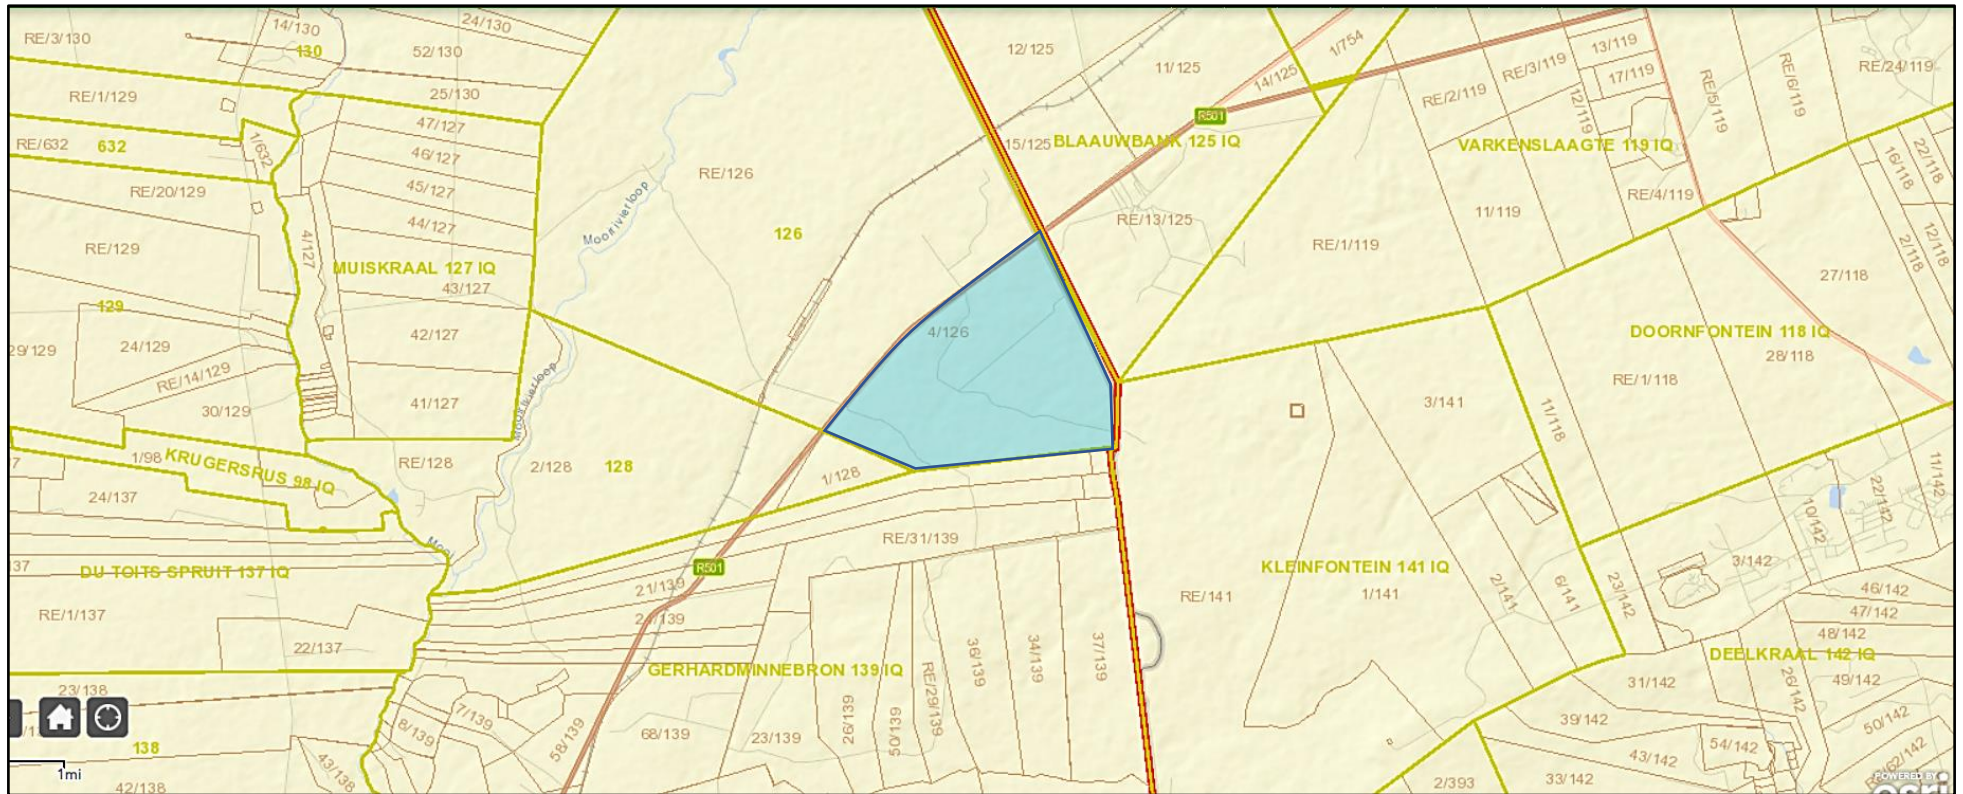 14/130
24/130
RE/3/130
130
52/130
12/125
1/754
13/119
11/125
RE/3/119
RE/24/119
14/125
17/119
RE/1/129
25/130
RE/2/119
RE/5/119
RE/6/119
12/119
R501
47/127
RE/632
632
1/632
15/125
BLAAUWBANK 125 IQ
VARKENSLAAGTE 119 IQ
46/127
22/118
16/118
RE/126
RE/20/129
45/127
RE/4/119
Mooirivierloop
44/127
RE/13/125
11/119
126
12/118
2/118
RE/129
4/127
RE/1/119
MUISKRAAL 127 IQ
43/127
27/118
129
4/126
DOORNFONTEIN 118 IQ
42/127
29/129
24/129
28/118
RE/14/129
RE/1/118
Mooirivierloop
41/127
3/141
30/129
11/118
1/98
KRUGERSRUS 98 IQ
RE/128
2/128
128
1/128
7
11/142
24/137
22/142
10/142
RE/31/139
Mooi
37
DU TOITS SPRUIT 137 IQ
R501
KLEINFONTEIN 141 IQ
3/142
21/139
RE/141
1/141
2/141
6/141
23/142
46/142
RE/1/137
47/142
22/137
36/139
34/139
37/139
48/142
GERHARDMINNEBRON 139 IQ
DEELKRAAL 142 IQ
49/142
23/138
31/142
26/142
RE/29/139
7/139
8/139
26/139
50/139
39/142
50/142
138
58/139
68/139
23/139
54/142
43/142
1mi
43/138
RE/62/142
2/393
33/142
42/138
POWERED BY
esri